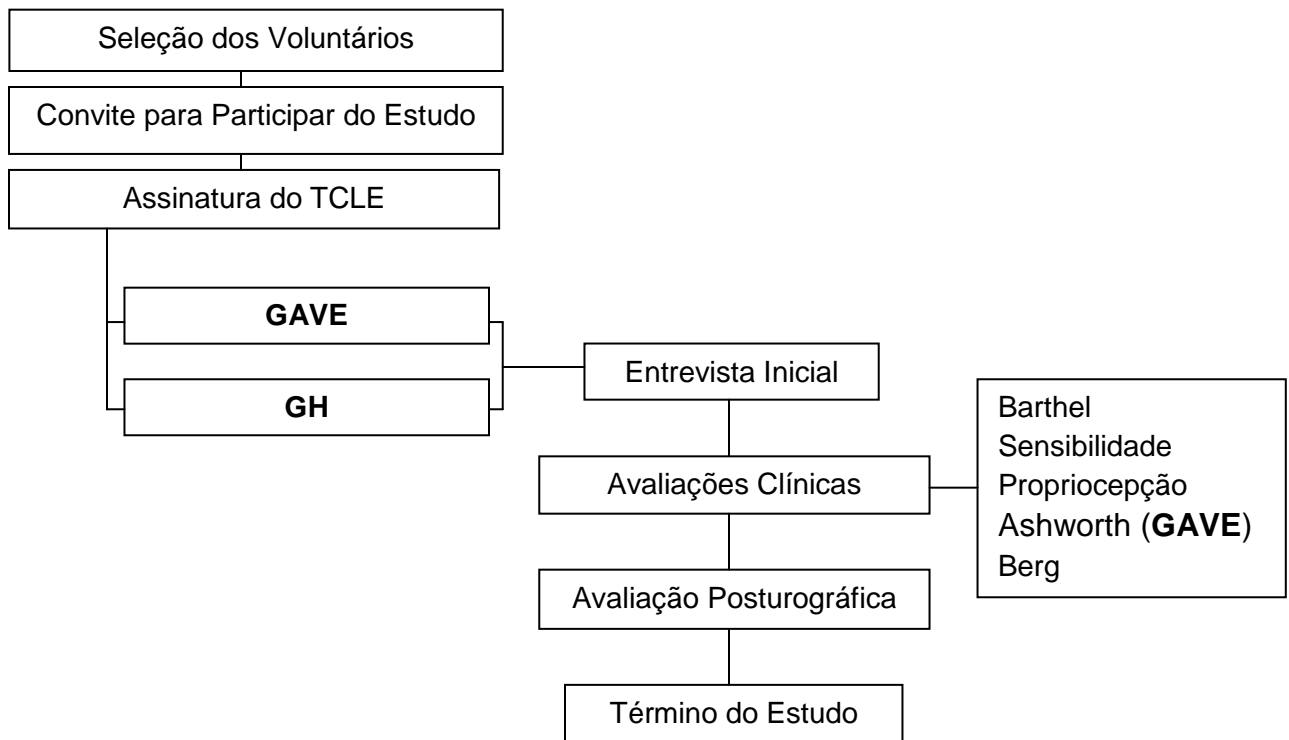 Seleção dos Voluntários
Convite para Participar do Estudo
Assinatura do TCLE
GAVE
GH
Entrevista Inicial
Avaliações Clínicas
Barthel
Sensibilidade
Propriocepção
Ashworth (GAVE)
Berg
Avaliação Posturográfica
Término do Estudo